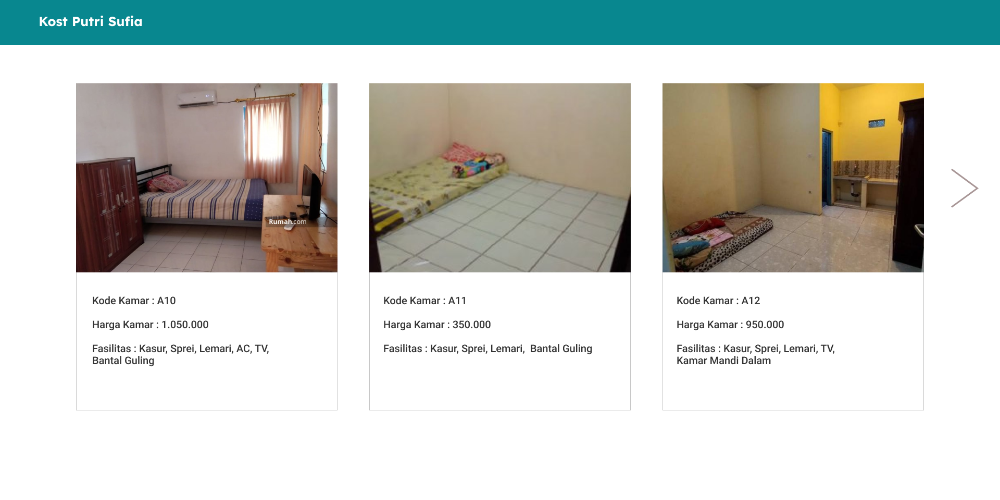 Kost Putri Sufia
Rumah.com
Kode Kamar : A10
Harga Kamar : 1.050.000
Fasilitas : Kasur, Sprei, Lemari, AC, TV,
Bantal Guling
Kode Kamar : A11
Harga Kamar : 350.000
Fasilitas : Kasur, Sprei, Lemari,  Bantal Guling
Kode Kamar : A12
Harga Kamar : 950.000
Fasilitas : Kasur, Sprei, Lemari, TV,
Kamar Mandi Dalam